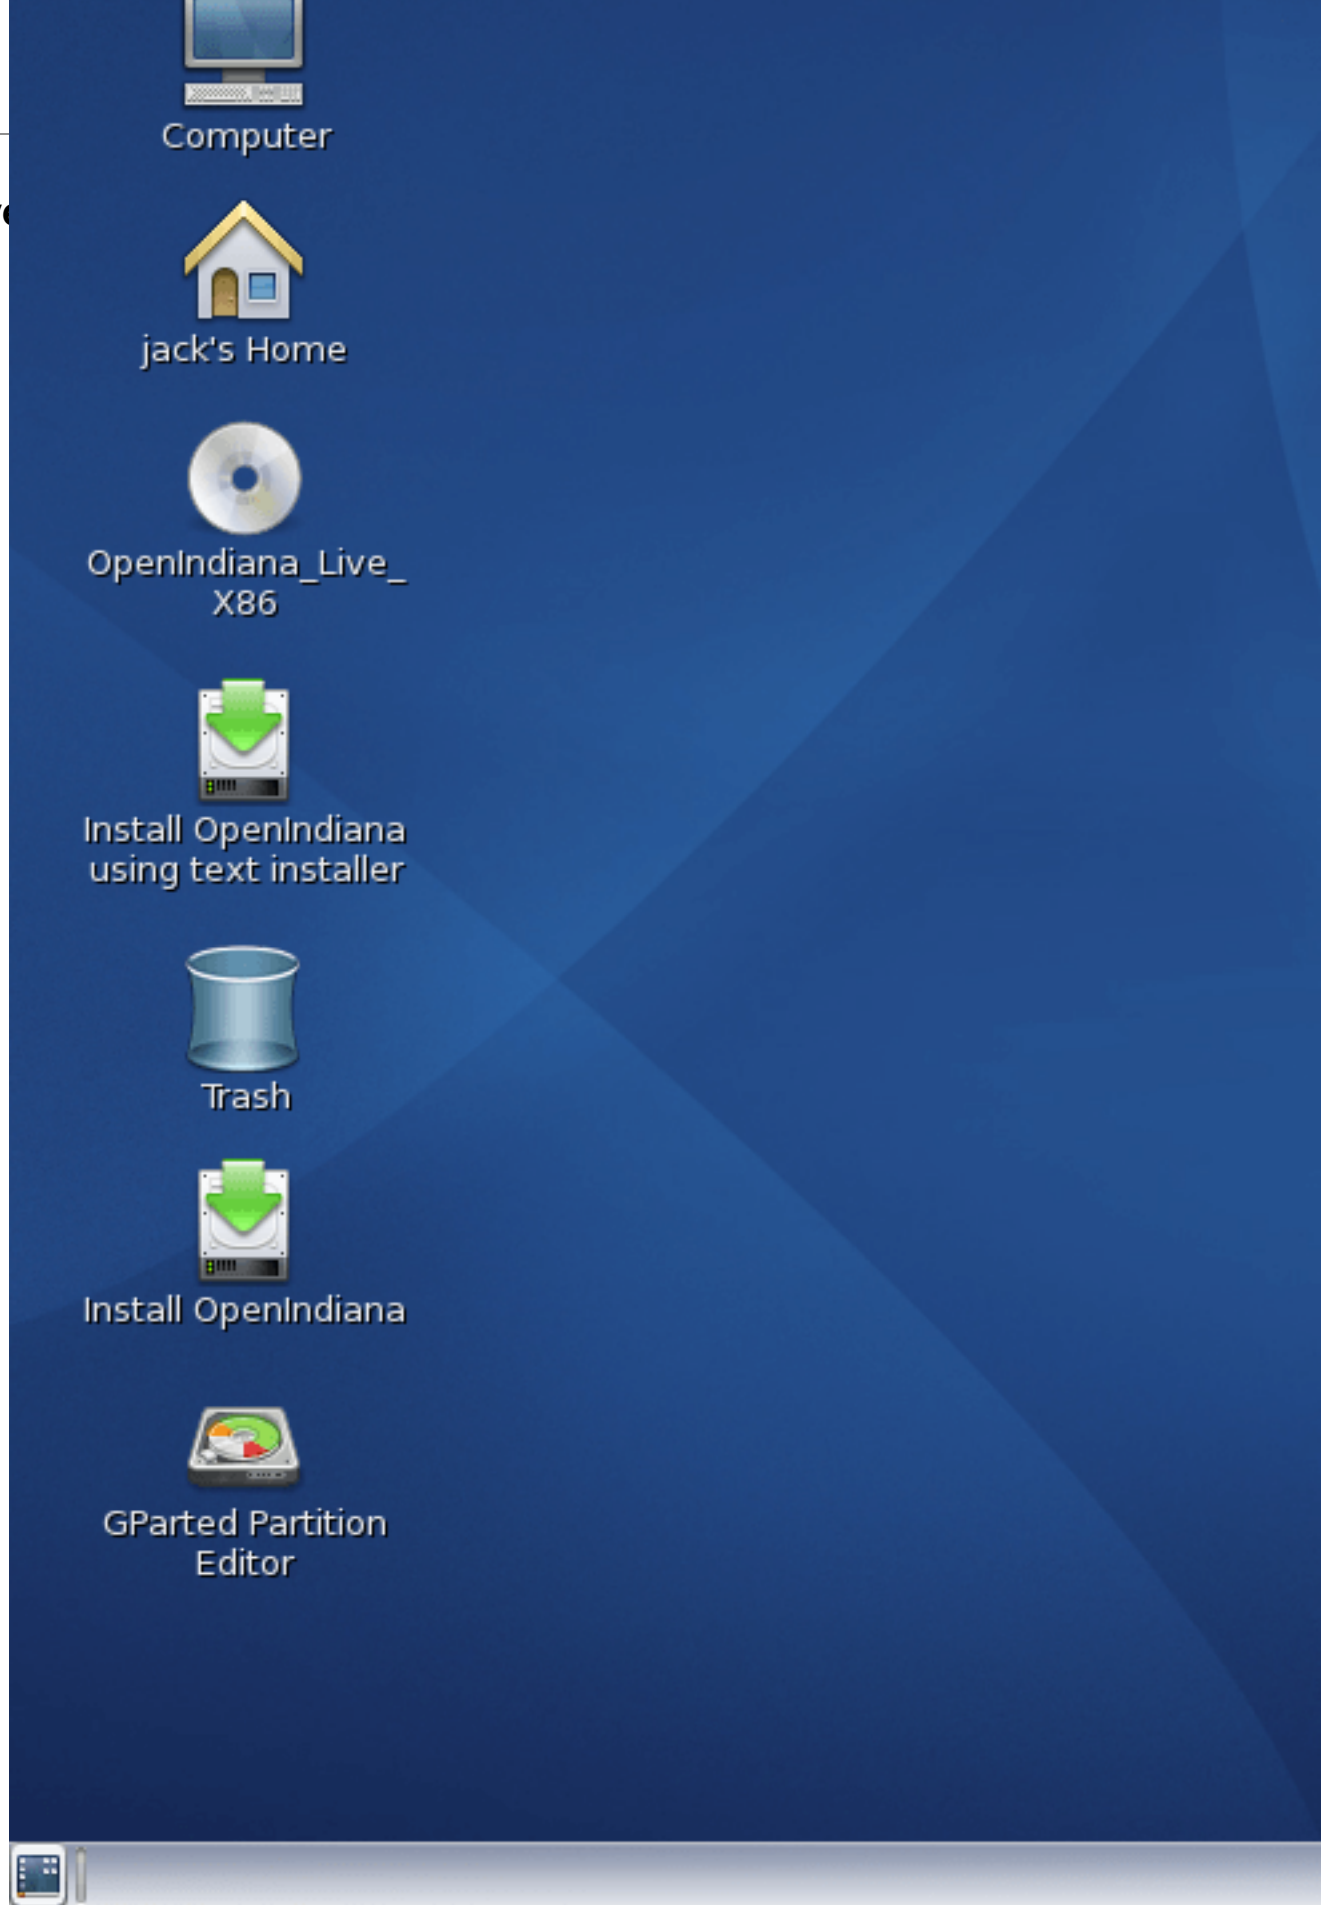 Computer
jack's Home
OpenIndiana_Live_
X86
Install OpenIndiana
using text installer
Trash
Install OpenIndiana
GParted Partition
Editor